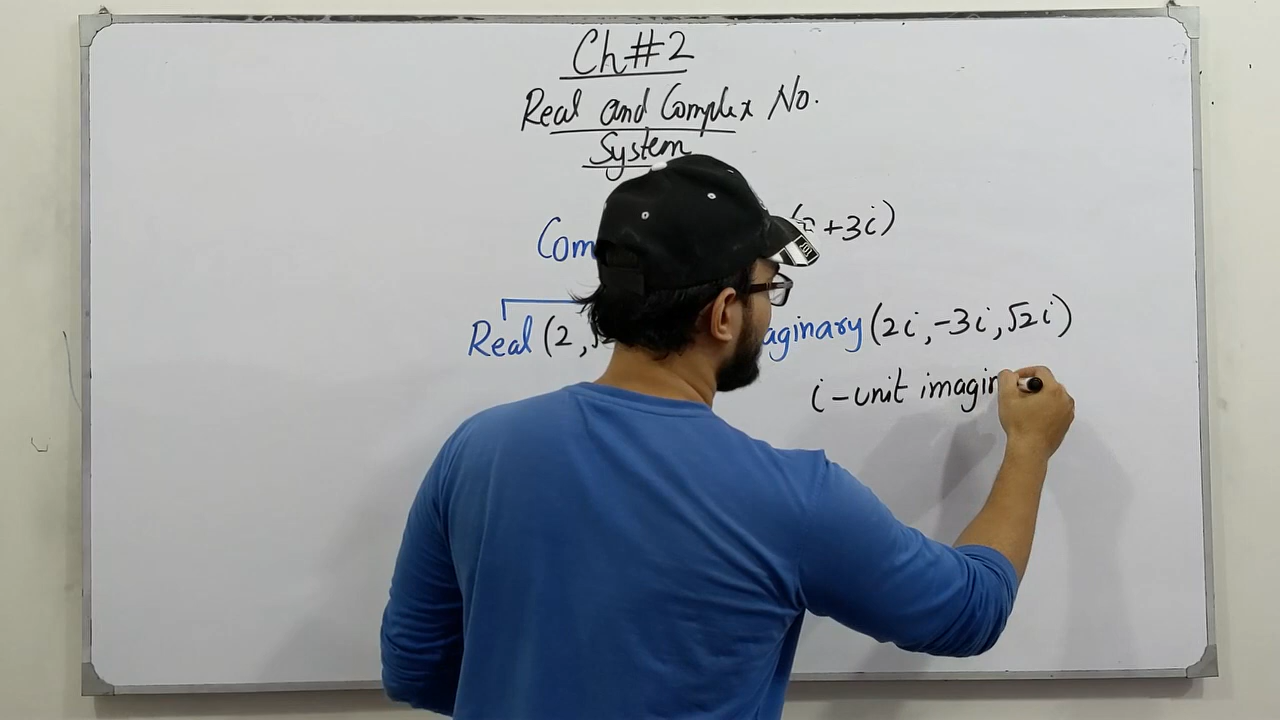 Ch#2
Real and Complex No.
System
Com +3i)
Real (2, aginary (2i, -3i, √2i)
i - unit imagin